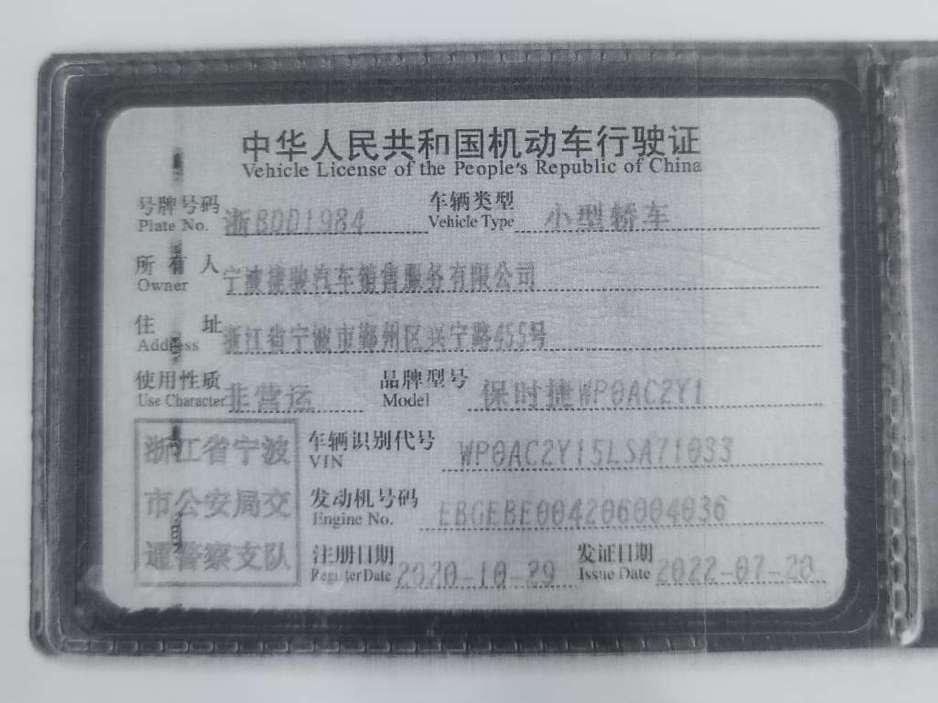 中华人民共和国机动车行驶证
Vehicle License of the People's Republic of China
号牌号码 Plate No. 浙BDD1984 车辆类型 Vehicle Type 小型轿车
所有人 Owner 宁波捷骏汽车销售服务有限公司
住址 Address 浙江省宁波市鄞州区兴宁路455号
使用性质 Use Character 非营运 品牌型号 Model 保时捷WP0AC2Y1
车辆识别代号 VIN WP0AC2Y15LSA71033
发动机号码 Engine No. EBGEBE004206004036
注册日期 Register Date 2020-10-29 发证日期 Issue Date 2022-07-20
浙江省宁波
市公安局交
通警察支队